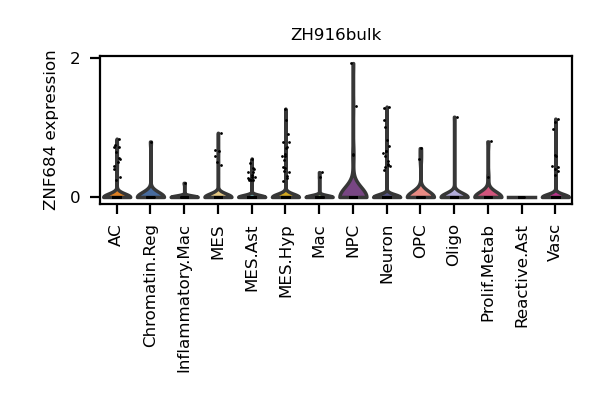 ZH916bulk
ZNF684 expression
2
0
AC
Chromatin.Reg
Inflammatory.Mac
MES
MES.Ast
MES.Hyp
Mac
NPC
Neuron
OPC
Oligo
Prolif.Metab
Reactive.Ast
Vasc